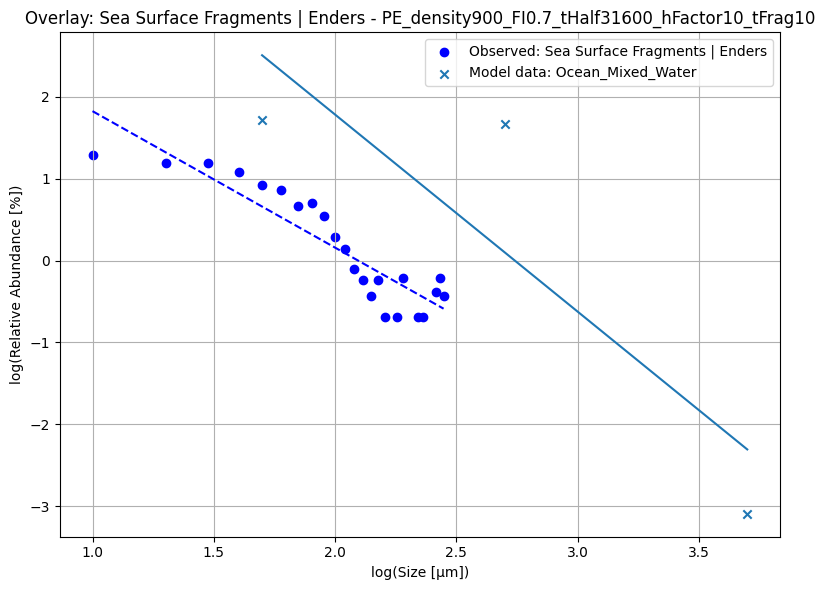 Overlay: Sea Surface Fragments | Enders - PE_density900_FI0.7_tHalf31600_hFactor10_tFrag10
Observed: Sea Surface Fragments | Enders
Model data: Ocean_Mixed_Water
log(Relative Abundance [%])
2
1
0
−1
−2
−3
1.0 1.5 2.0 2.5 3.0 3.5
log(Size [μm])